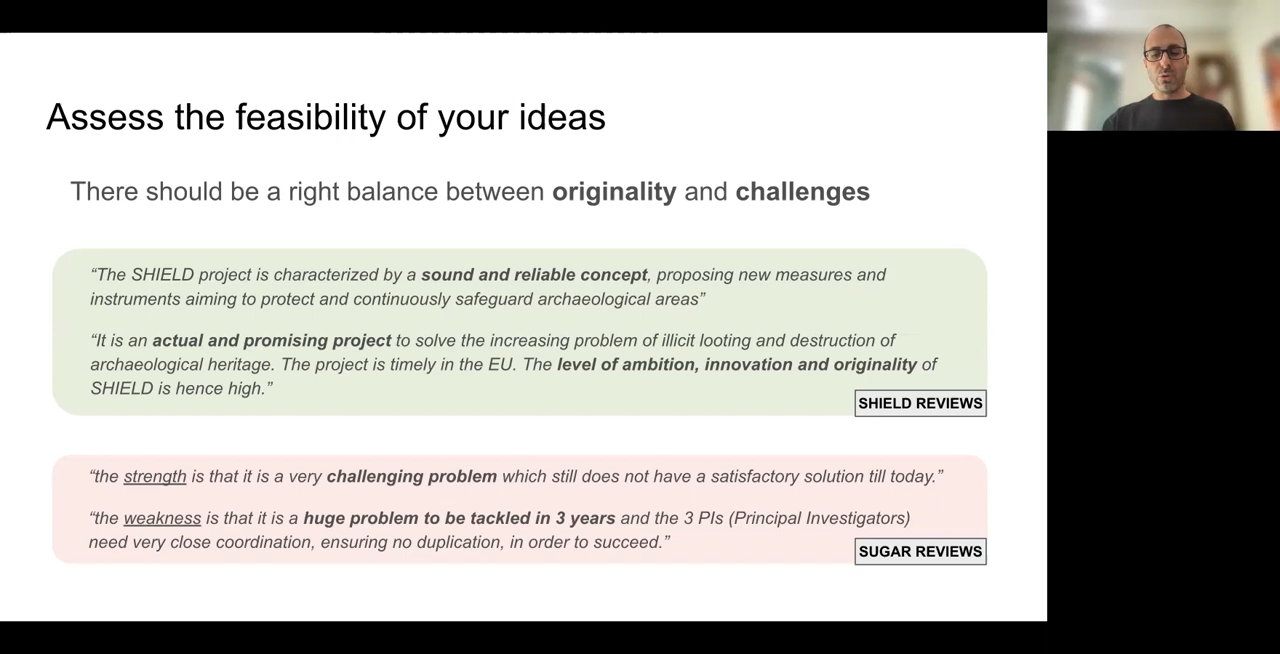 Assess the feasibility of your ideas
There should be a right balance between originality and challenges
“The SHIELD project is characterized by a sound and reliable concept, proposing new measures and
instruments aiming to protect and continuously safeguard archaeological areas”
“It is an actual and promising project to solve the increasing problem of illicit looting and destruction of
archaeological heritage. The project is timely in the EU. The level of ambition, innovation and originality of
SHIELD is hence high.”
SHIELD REVIEWS
“the strength is that it is a very challenging problem which still does not have a satisfactory solution till today.”
“the weakness is that it is a huge problem to be tackled in 3 years and the 3 PIs (Principal Investigators)
need very close coordination, ensuring no duplication, in order to succeed.”
SUGAR REVIEWS